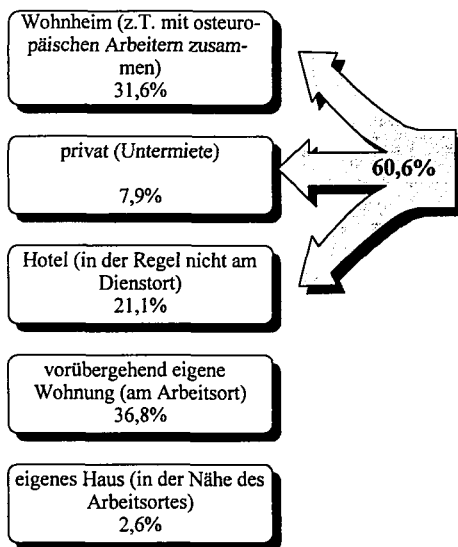 Wohnheim (z.T. mit osteuro-
päischen Arbeitern zusam-
men)
31,6%
privat (Untermiete)
7,9%
60,6%
Hotel (in der Regel nicht am
Dienstort)
21,1%
vorübergehend eigene
Wohnung (am Arbeitsort)
36,8%
eigenes Haus (in der Nähe des
Arbeitsortes)
2,6%